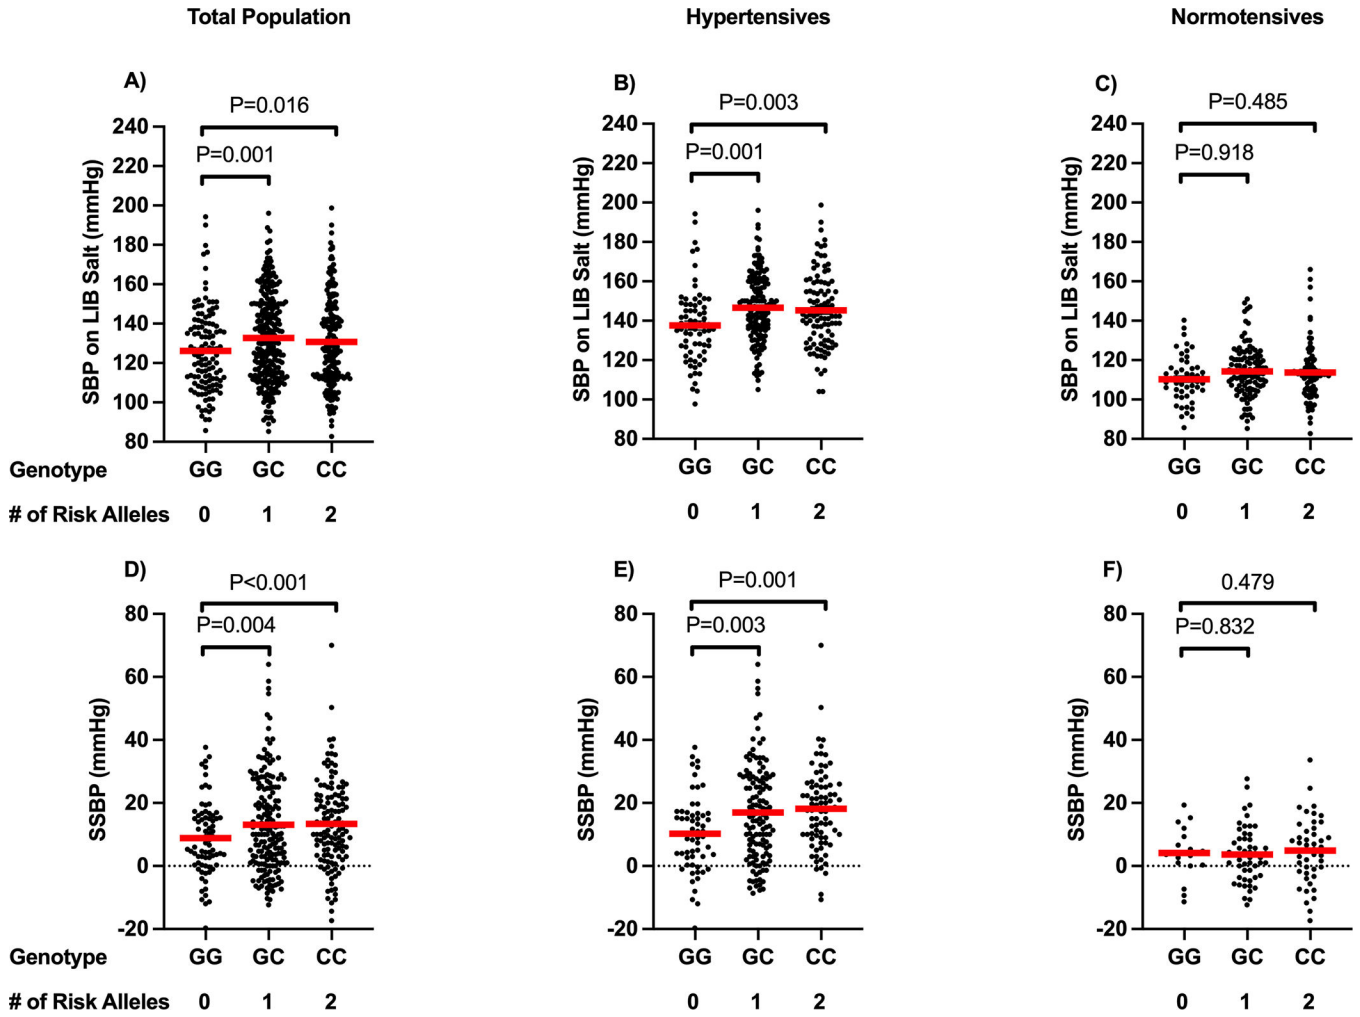 Total Population Hypertensives Normotensives
A) B) C)
P=0.016 P=0.003 P=0.485
P=0.001 P=0.001 P=0.918
SBP on LIB Salt (mmHg) SBP on LIB Salt (mmHg) SBP on LIB Salt (mmHg)
240 240 240
220 220 220
200 200 200
180 180 180
160 160 160
140 140 140
120 120 120
100 100 100
80 80 80
Genotype GG GC CC GG GC CC GG GC CC
# of Risk Alleles 0 1 2 0 1 2 0 1 2
D) E) F)
P<0.001 P=0.001 0.479
P=0.004 P=0.003 P=0.832
SSBP (mmHg) SSBP (mmHg) SSBP (mmHg)
80 80 80
60 60 60
40 40 40
20 20 20
0 0 0
-20 -20 -20
Genotype GG GC CC GG GC CC GG GC CC
# of Risk Alleles 0 1 2 0 1 2 0 1 2